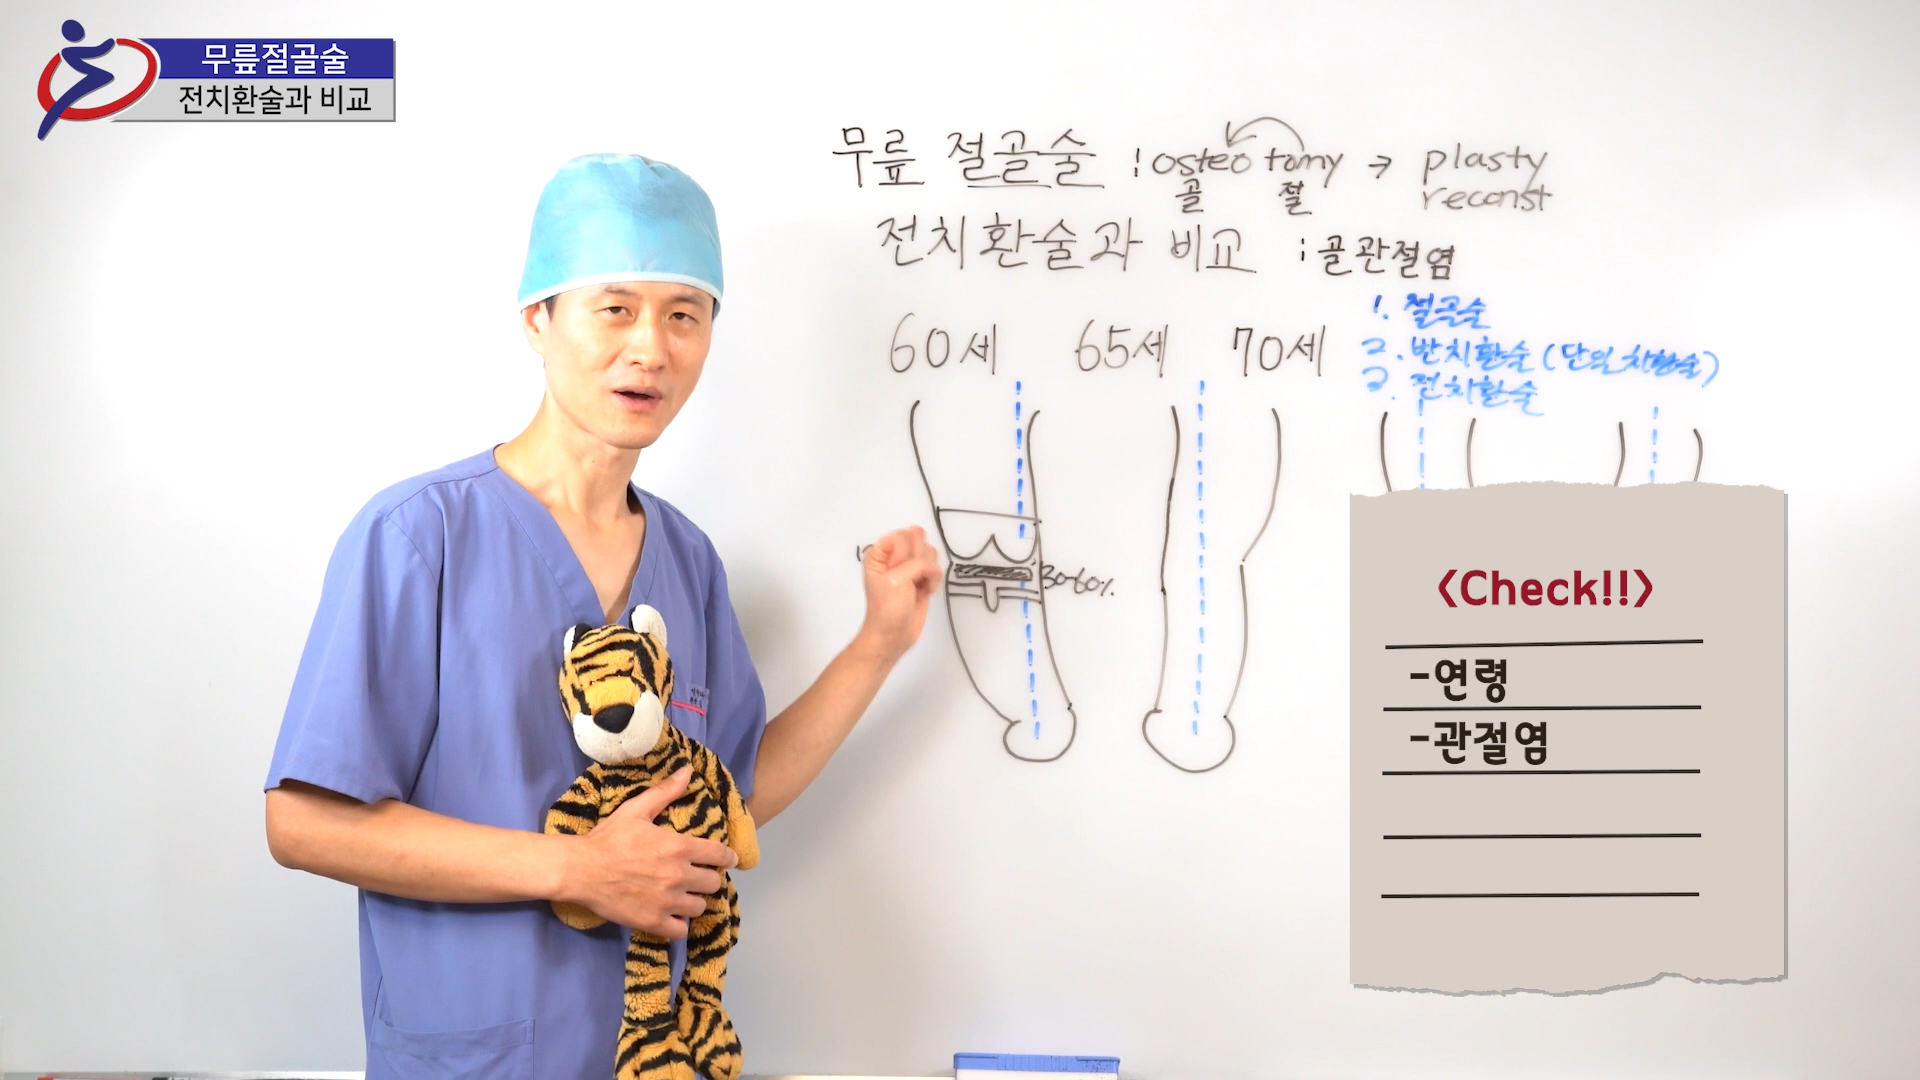 무릎절골술
전치환술과 비교
무릎 절골술 : osteo tomy → plasty
골 절 reconst
전치환술과 비교 : 골관절염
1. 절골술
60세 65세 70세
2. 반치환술 (단일치환술)
3. 전치환술
30-60%
<Check!!>
-연령
-관절염